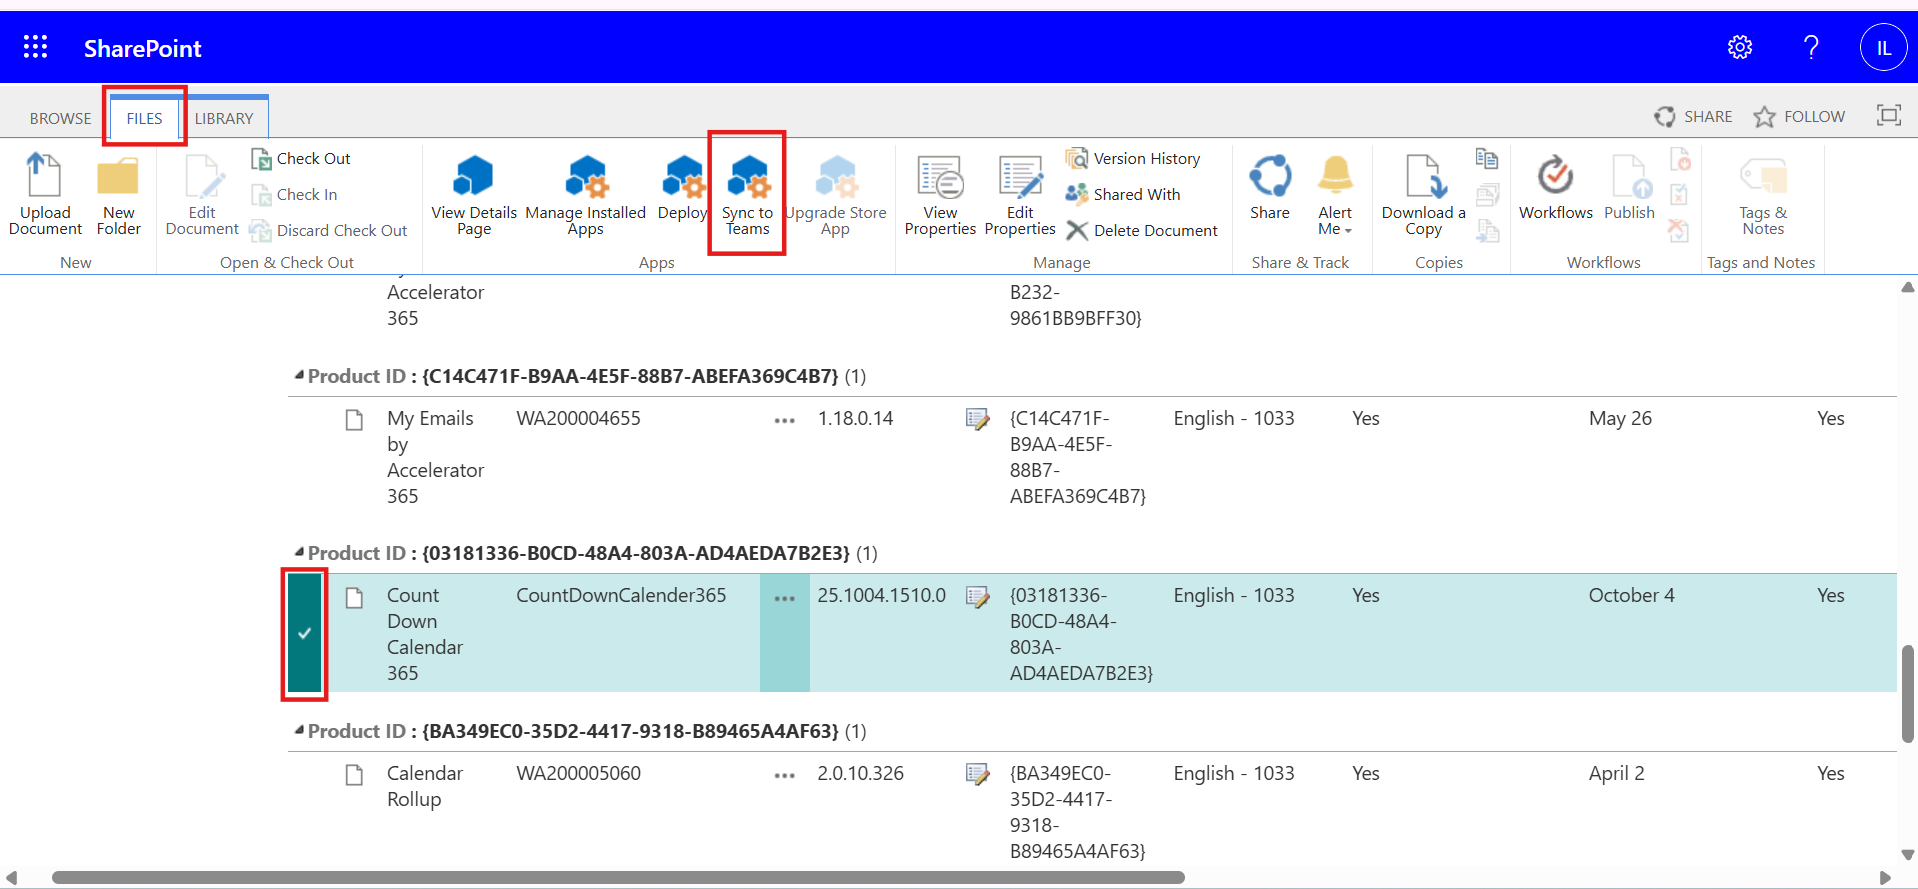 SharePoint
?
IL
BROWSE
FILES
LIBRARY
SHARE
FOLLOW
Upload
Document
New
Folder
New
Edit
Document
Check Out
Check In
Discard Check Out
Open & Check Out
View Details
Page
Manage Installed
Apps
Deploy
Sync to
Teams
Upgrade Store
App
Apps
View
Properties
Edit
Properties
Version History
Shared With
Delete Document
Manage
Share
Alert
Me
Share & Track
Download a
Copy
Copies
Workflows
Publish
Workflows
Tags &
Notes
Tags and Notes
Accelerator
365
B232-
9861BB9BFF30}
Product ID : {C14C471F-B9AA-4E5F-88B7-ABEFA369C4B7} (1)
My Emails
by
Accelerator
365
WA200004655
...
1.18.0.14
{C14C471F-
B9AA-4E5F-
88B7-
ABEFA369C4B7}
English - 1033
Yes
May 26
Yes
Product ID : {03181336-B0CD-48A4-803A-AD4AEDA7B2E3} (1)
Count
Down
Calendar
365
CountDownCalender365
...
25.1004.1510.0
{03181336-
B0CD-48A4-
803A-
AD4AEDA7B2E3}
English - 1033
Yes
October 4
Yes
Product ID : {BA349EC0-35D2-4417-9318-B89465A4AF63} (1)
Calendar
Rollup
WA200005060
...
2.0.10.326
{BA349EC0-
35D2-4417-
9318-
B89465A4AF63}
English - 1033
Yes
April 2
Yes